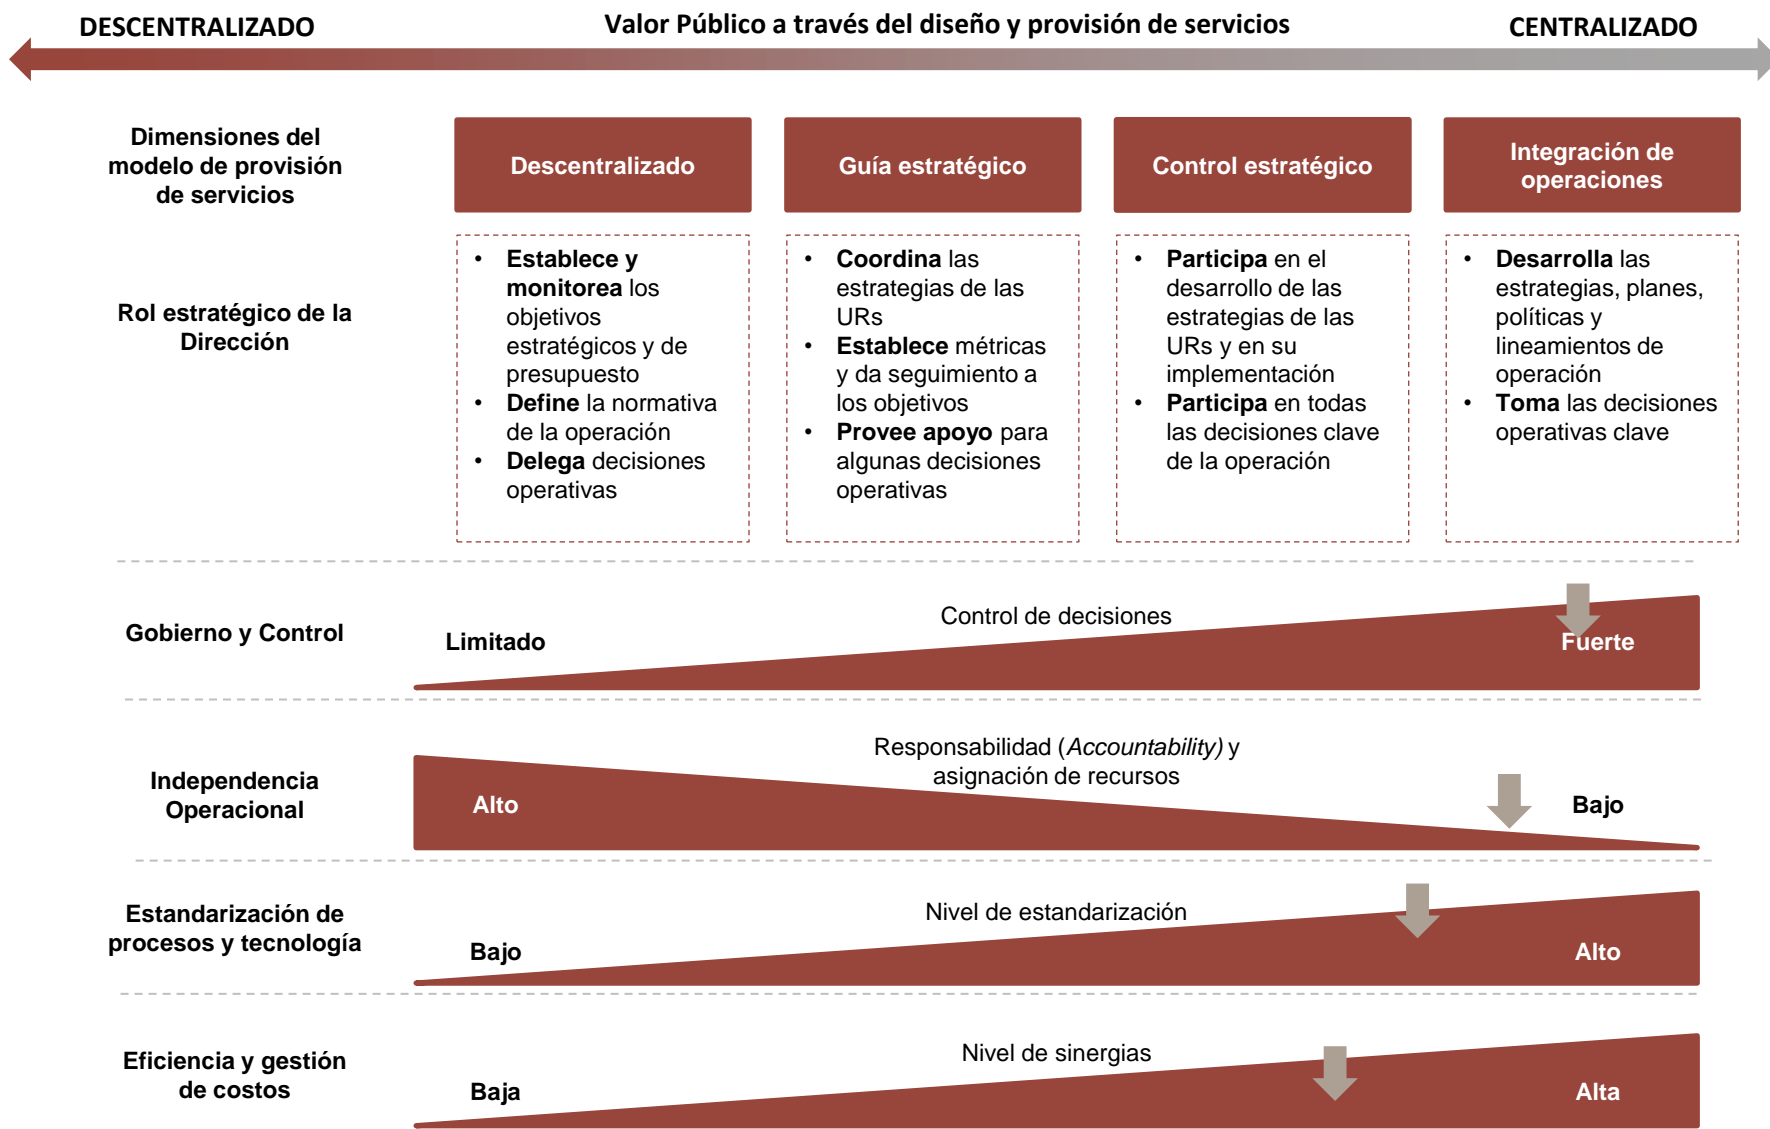 DESCENTRALIZADO
Valor Público a través del diseño y provisión de servicios
CENTRALIZADO
Dimensiones del
modelo de provisión
de servicios
Descentralizado
Guía estratégico
Control estratégico
Integración de
operaciones
Rol estratégico de la
Dirección
• Establece y
monitorea los
objetivos
estratégicos y de
presupuesto
• Define la normativa
de la operación
• Delega decisiones
operativas
• Coordina las
estrategias de las
URs
• Establece métricas
y da seguimiento a
los objetivos
• Provee apoyo para
algunas decisiones
operativas
• Participa en el
desarrollo de las
estrategias de las
URs y en su
implementación
• Participa en todas
las decisiones clave
de la operación
• Desarrolla las
estrategias, planes,
políticas y
lineamientos de
operación
• Toma las decisiones
operativas clave
Gobierno y Control
Limitado
Control de decisiones
Fuerte
Independencia
Operacional
Alto
Responsabilidad (Accountability) y
asignación de recursos
Bajo
Estandarización de
procesos y tecnología
Bajo
Nivel de estandarización
Alto
Eficiencia y gestión
de costos
Baja
Nivel de sinergias
Alta